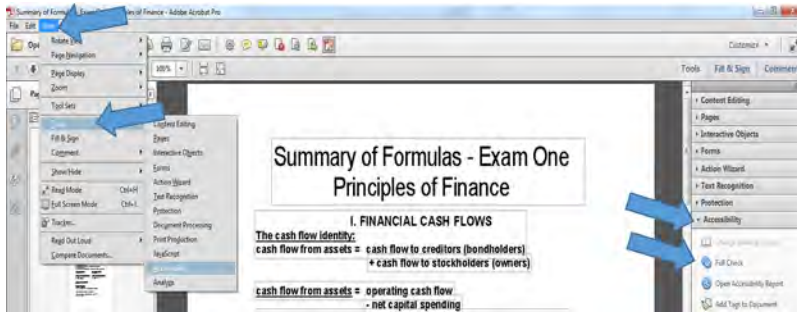 Summary of Formulas - Exam One Principles of Finance - Adobe Acrobat Pro
File Edit View
Customize
100%
Tools Fill & Sign Comment
Rotate View
Page Navigation
Page Display
Zoom
Tool Sets
Fill & Sign
Comment
Show/Hide
Read Mode Ctrl+H
Full Screen Mode Ctrl+L
Tracker...
Read Out Loud
Compare Documents...
Content Editing
Pages
Interactive Objects
Forms
Action Wizard
Text Recognition
Protection
Document Processing
Print Production
JavaScript
Accessibility
Analyze
Summary of Formulas - Exam One
Principles of Finance
I. FINANCIAL CASH FLOWS
The cash flow identity:
cash flow from assets = cash flow to creditors (bondholders)
+ cash flow to stockholders (owners)
cash flow from assets = operating cash flow
- net capital spending
Content Editing
Pages
Interactive Objects
Forms
Action Wizard
Text Recognition
Protection
Accessibility
Full Check
Open Accessibility Report
Add Tags to Document